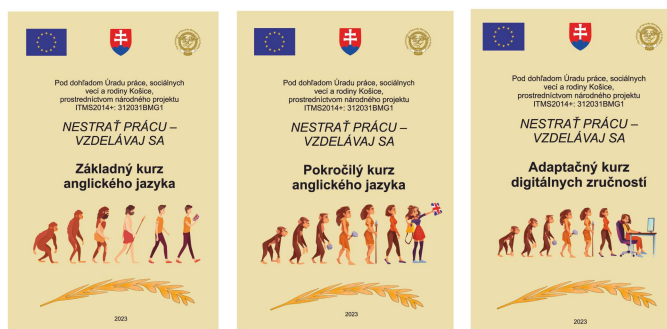 Pod dohľadom Úradu práce, sociálnych
vecí a rodiny Košice,
prostredníctvom národného projektu
ITMS2014+: 312031BMG1
NESTRAŤ PRÁCU –
VZDELÁVAJ SA
Základný kurz
anglického jazyka
2023
Pod dohľadom Úradu práce, sociálnych
vecí a rodiny Košice,
prostredníctvom národného projektu
ITMS2014+: 312031BMG1
NESTRAŤ PRÁCU –
VZDELÁVAJ SA
Pokročilý kurz
anglického jazyka
2023
Pod dohľadom Úradu práce, sociálnych
vecí a rodiny Košice,
prostredníctvom národného projektu
ITMS2014+: 312031BMG1
NESTRAŤ PRÁCU –
VZDELÁVAJ SA
Adaptačný kurz
digitálnych zručností
2023